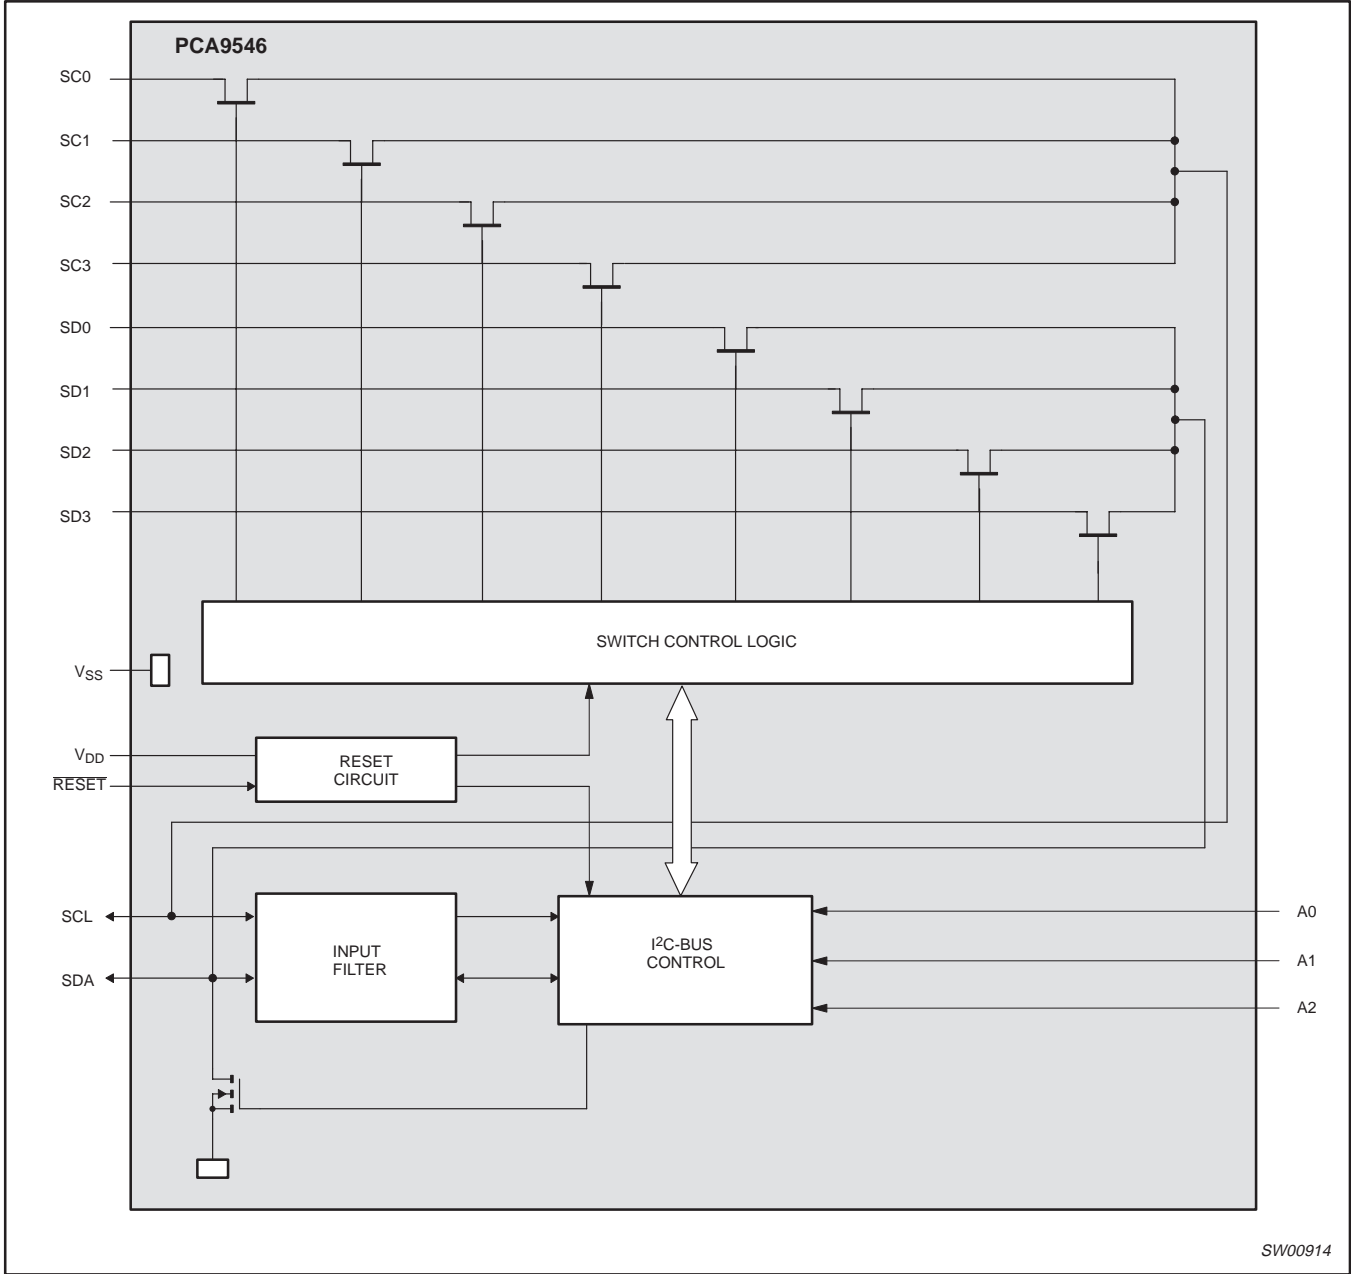 PCA9546
SC0
SC1
SC2
SC3
SD0
SD1
SD2
SD3
SWITCH CONTROL LOGIC
VSS
VDD
RESET
RESET
CIRCUIT
SCL
SDA
INPUT
FILTER
I2C-BUS
CONTROL
A0
A1
A2
SW00914